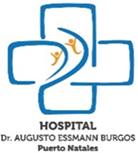 HOSPITAL
Dr. AUGUSTO ESSMANN BURGOS
Puerto Natales